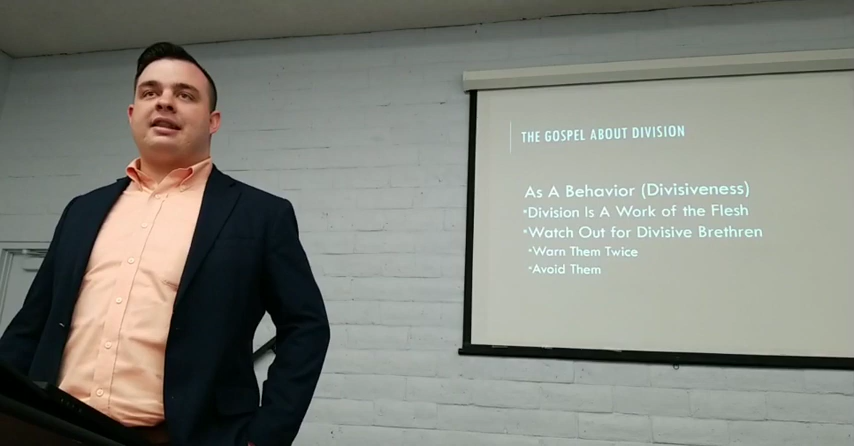 THE GOSPEL ABOUT DIVISION
As A Behavior (Divisiveness)
•Division Is A Work of the Flesh
•Watch Out for Divisive Brethren
•Warn Them Twice
•Avoid Them